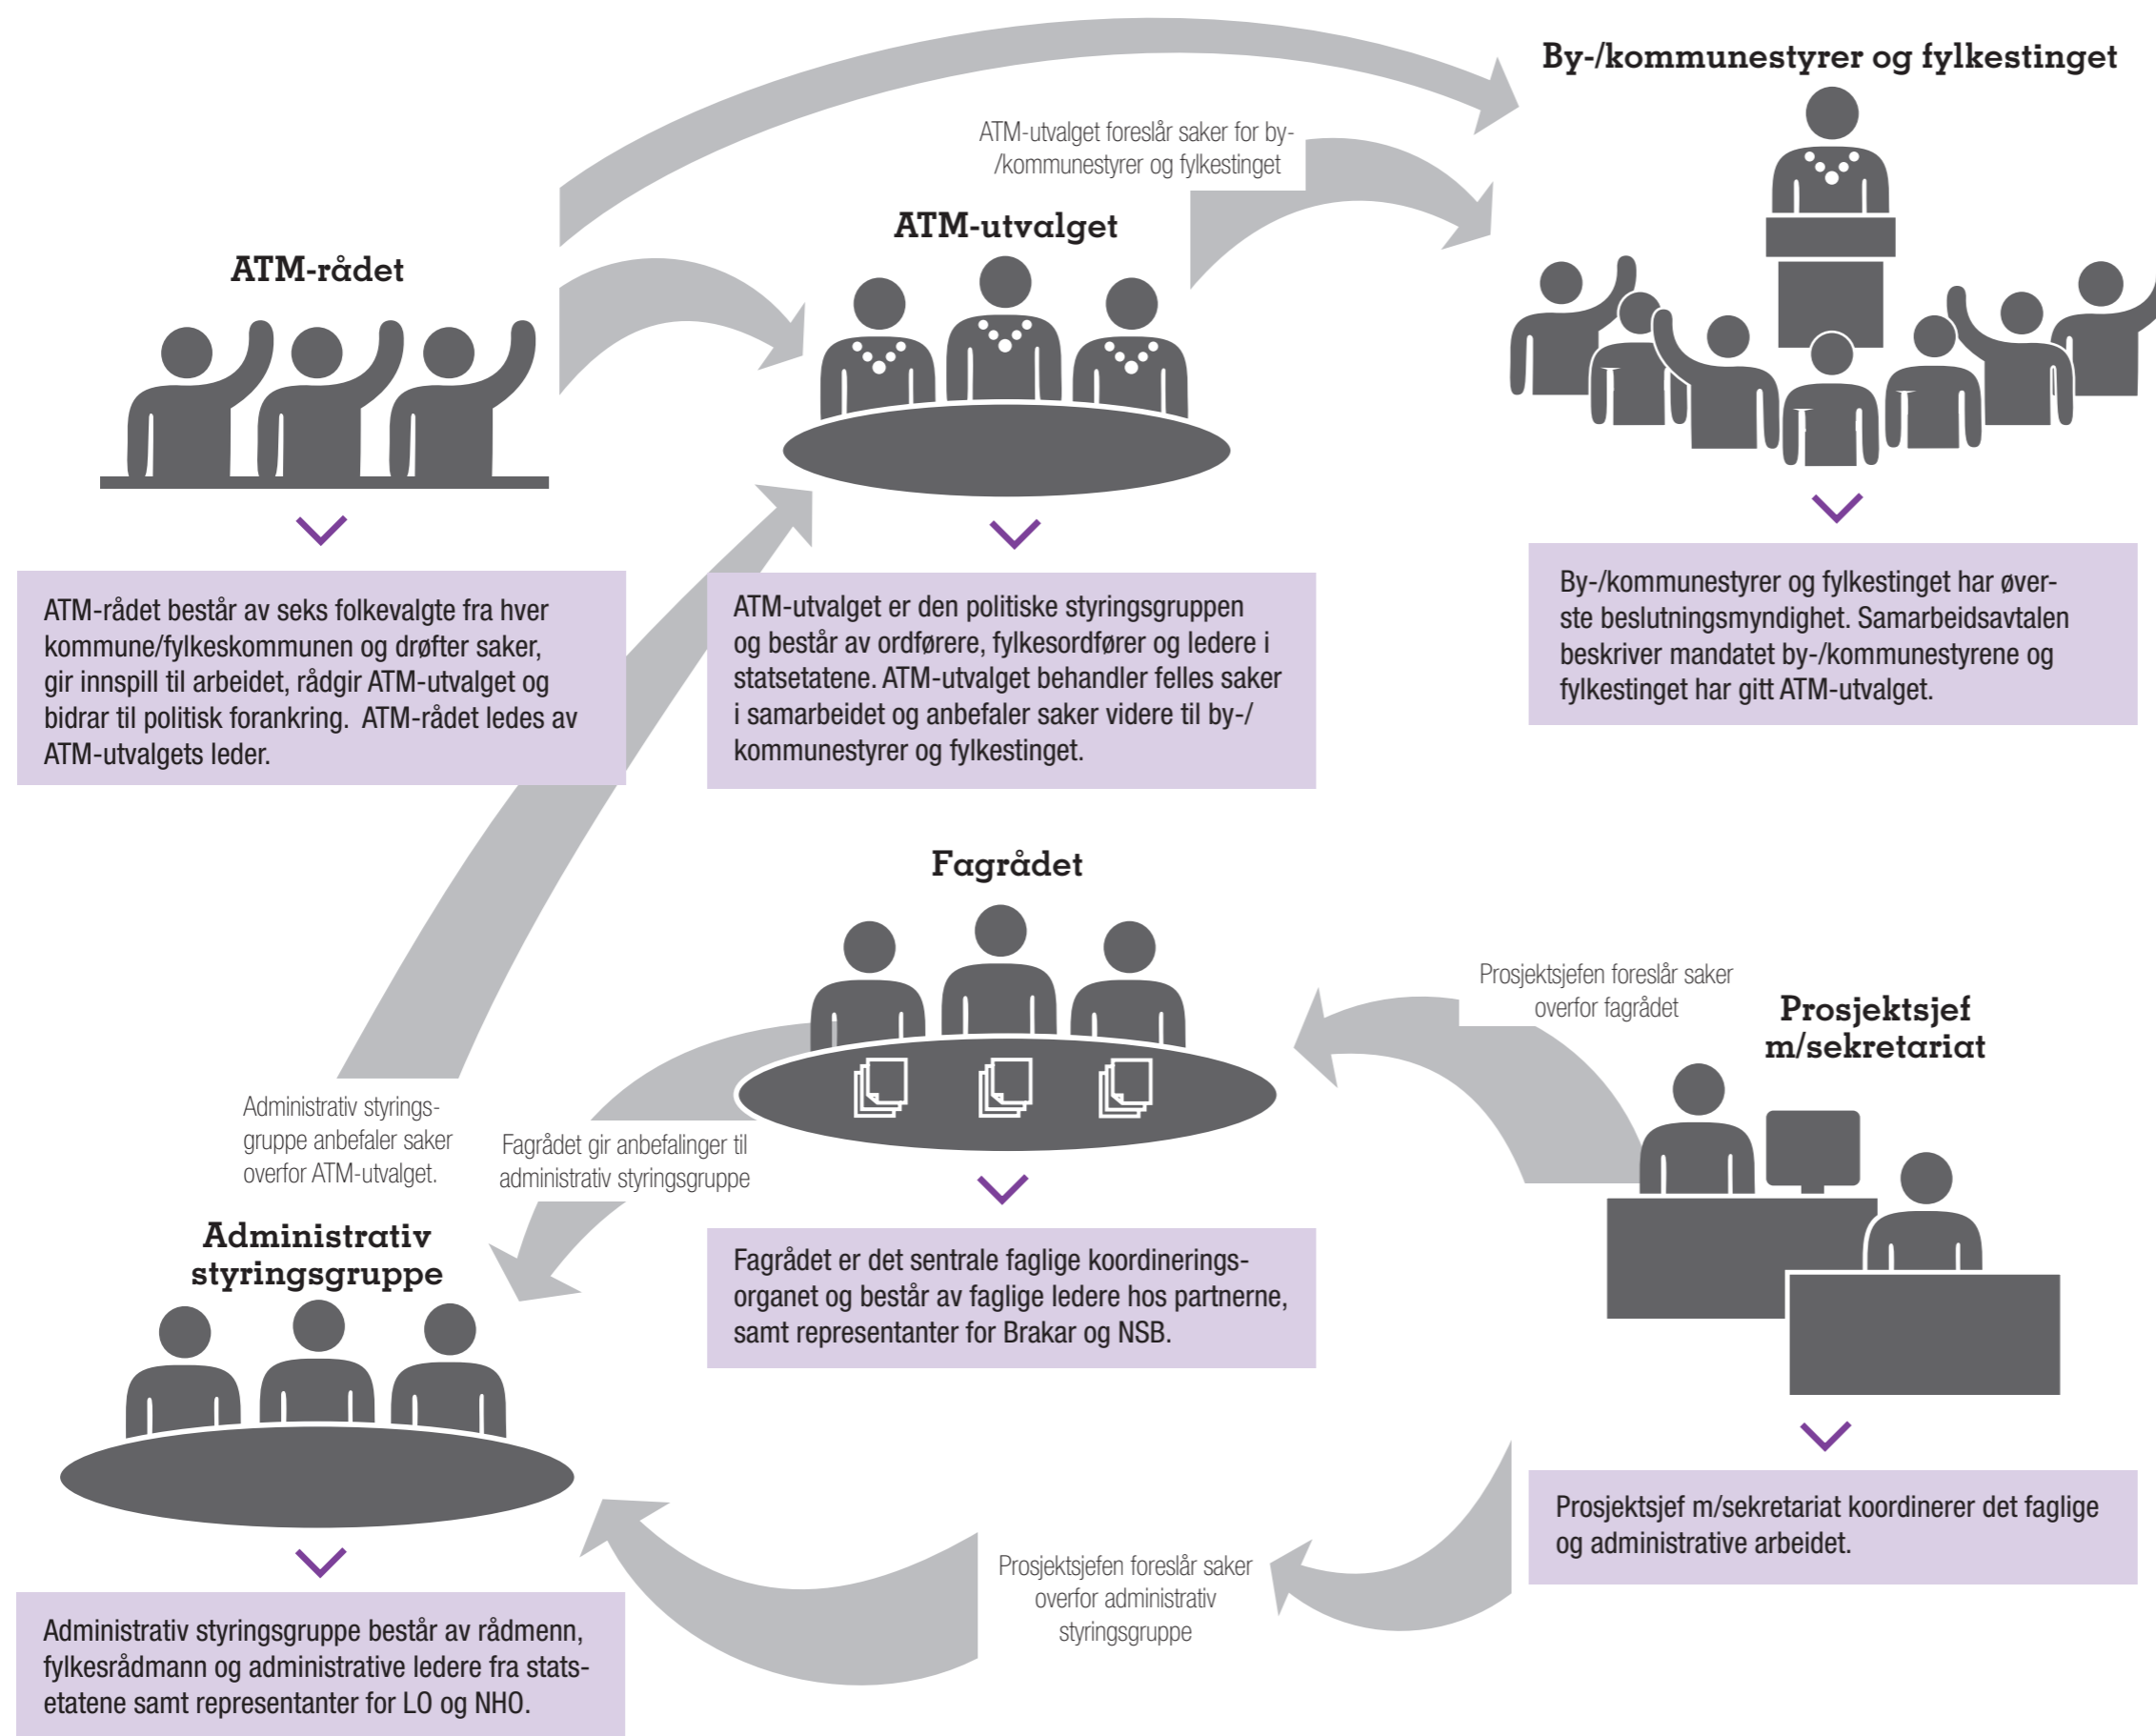 By-/kommunestyrer og fylkestinget
ATM-utvalget foreslår saker for by-
/kommunestyrer og fylkestinget
ATM-utvalget
ATM-rådet
ATM-rådet består av seks folkevalgte fra hver
kommune/fylkeskommunen og drøfter saker,
gir innspill til arbeidet, rådgir ATM-utvalget og
bidrar til politisk forankring. ATM-rådet ledes av
ATM-utvalgets leder.
ATM-utvalget er den politiske styringsgruppen
og består av ordførere, fylkesordfører og ledere i
statsetatene. ATM-utvalget behandler felles saker
i samarbeidet og anbefaler saker videre til by-/
kommunestyrer og fylkestinget.
By-/kommunestyrer og fylkestinget har øver-
ste beslutningsmyndighet. Samarbeidsavtalen
beskriver mandatet by-/kommunestyrene og
fylkestinget har gitt ATM-utvalget.
Fagrådet
Prosjektsjefen foreslår saker
overfor fagrådet
Prosjektsjef
m/sekretariat
Administrativ styrings-
gruppe anbefaler saker
overfor ATM-utvalget.
Fagrådet gir anbefalinger til
administrativ styringsgruppe
Administrativ
styringsgruppe
Fagrådet er det sentrale faglige koordinerings-
organet og består av faglige ledere hos partnerne,
samt representanter for Brakar og NSB.
Prosjektsjef m/sekretariat koordinerer det faglige
og administrative arbeidet.
Prosjektsjefen foreslår saker
overfor administrativ
styringsgruppe
Administrativ styringsgruppe består av rådmenn,
fylkesrådmann og administrative ledere fra stats-
etatene samt representanter for LO og NHO.